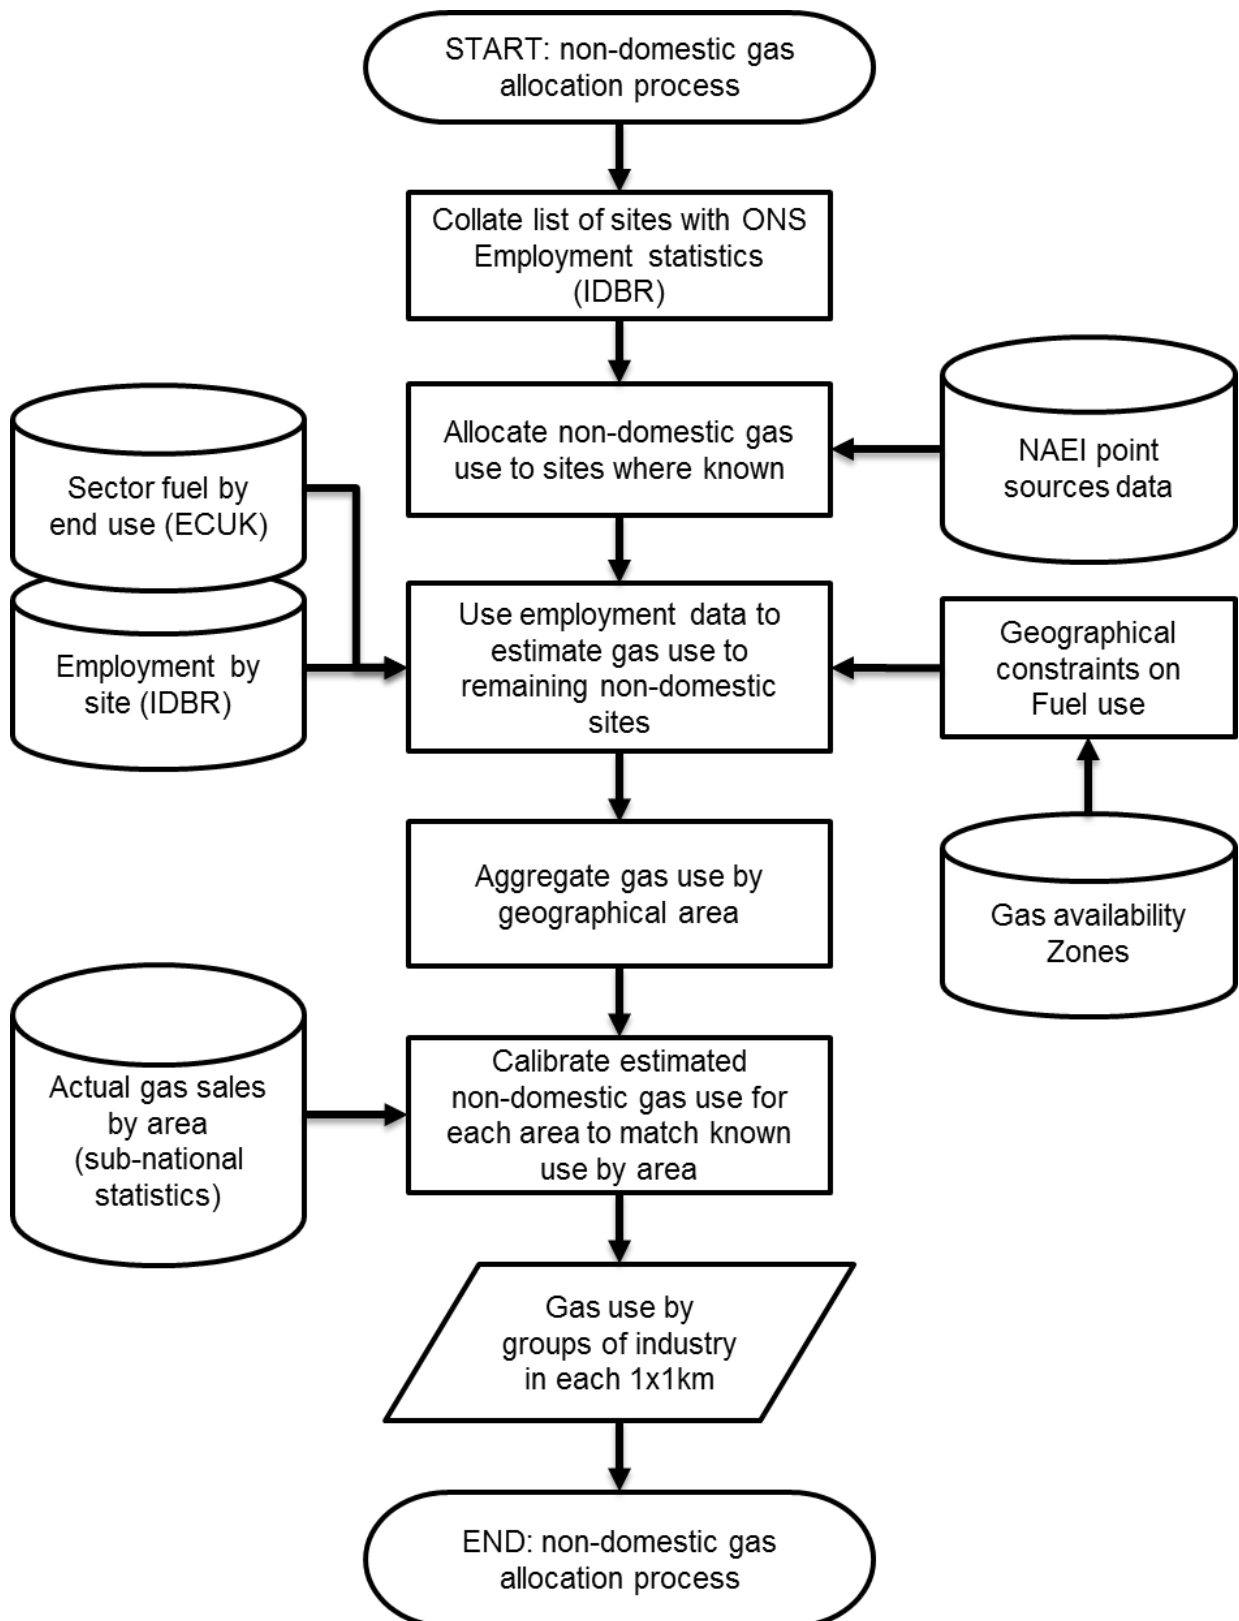 START: non-domestic gas
allocation process
Collate list of sites with ONS
Employment statistics
(IDBR)
Allocate non-domestic gas
use to sites where known
NAEI point
sources data
Sector fuel by
end use (ECUK)
Employment by
site (IDBR)
Use employment data to
estimate gas use to
remaining non-domestic
sites
Geographical
constraints on
Fuel use
Gas availability
Zones
Aggregate gas use by
geographical area
Actual gas sales
by area
(sub-national
statistics)
Calibrate estimated
non-domestic gas use for
each area to match known
use by area
Gas use by
groups of industry
in each 1x1km
END: non-domestic gas
allocation process